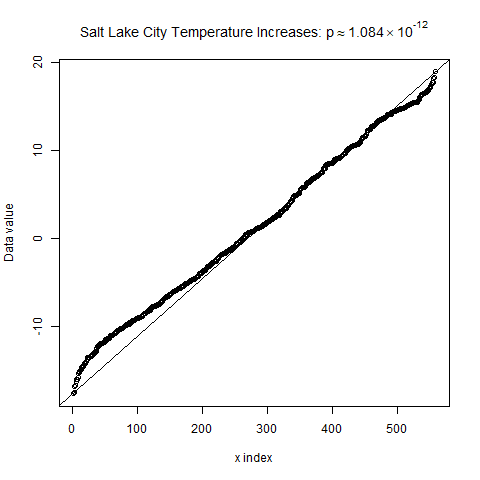 Salt Lake City Temperature Increases: p ≈ 1.084 × 10⁻¹²
20
10
0
-10
Data value
0 100 200 300 400 500
x index